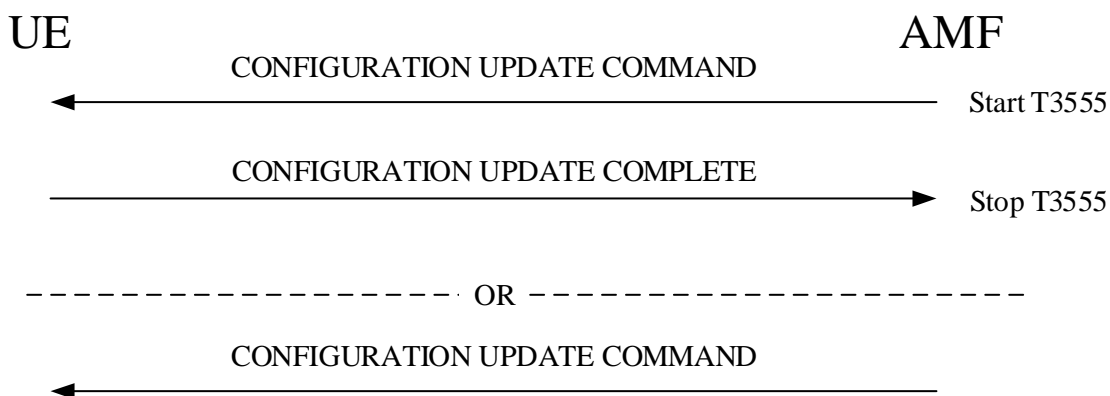 UE AMF
CONFIGURATION UPDATE COMMAND
Start T3555
CONFIGURATION UPDATE COMPLETE
Stop T3555
OR
CONFIGURATION UPDATE COMMAND